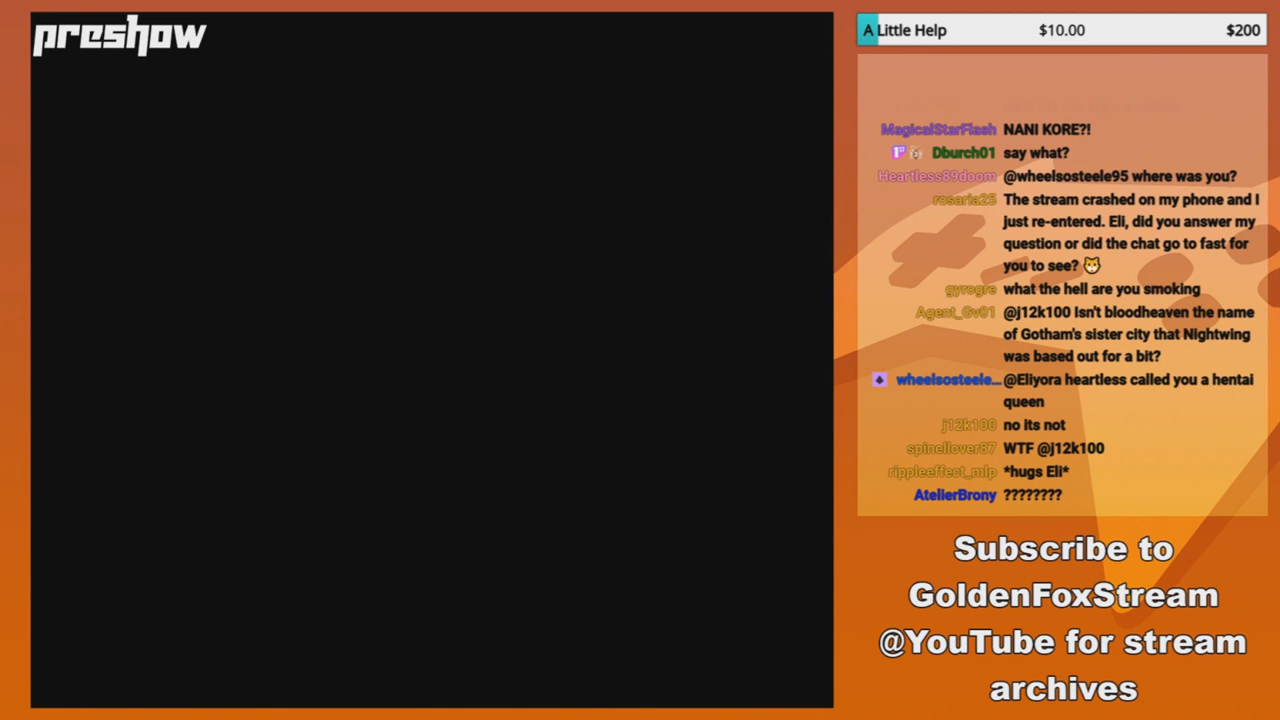 preshow
A Little Help $10.00 $200
MagicalStarFlash NANI KORE?!
Dburch01 say what?
Heartless89doom @wheelsosteele95 where was you?
rosaria25 The stream crashed on my phone and I
just re-entered. Eli, did you answer my
question or did the chat go to fast for
you to see?
gyrogre what the hell are you smoking
Agent_Gv01 @j12k100 Isn't bloodheaven the name
of Gotham's sister city that Nightwing
was based out for a bit?
wheelsosteele... @Eliyora heartless called you a hentai
queen
j12k100 no its not
spinellover87 WTF @j12k100
rippleeffect_mlp *hugs Eli*
AtelierBrony ????????
Subscribe to
GoldenFoxStream
@YouTube for stream
archives